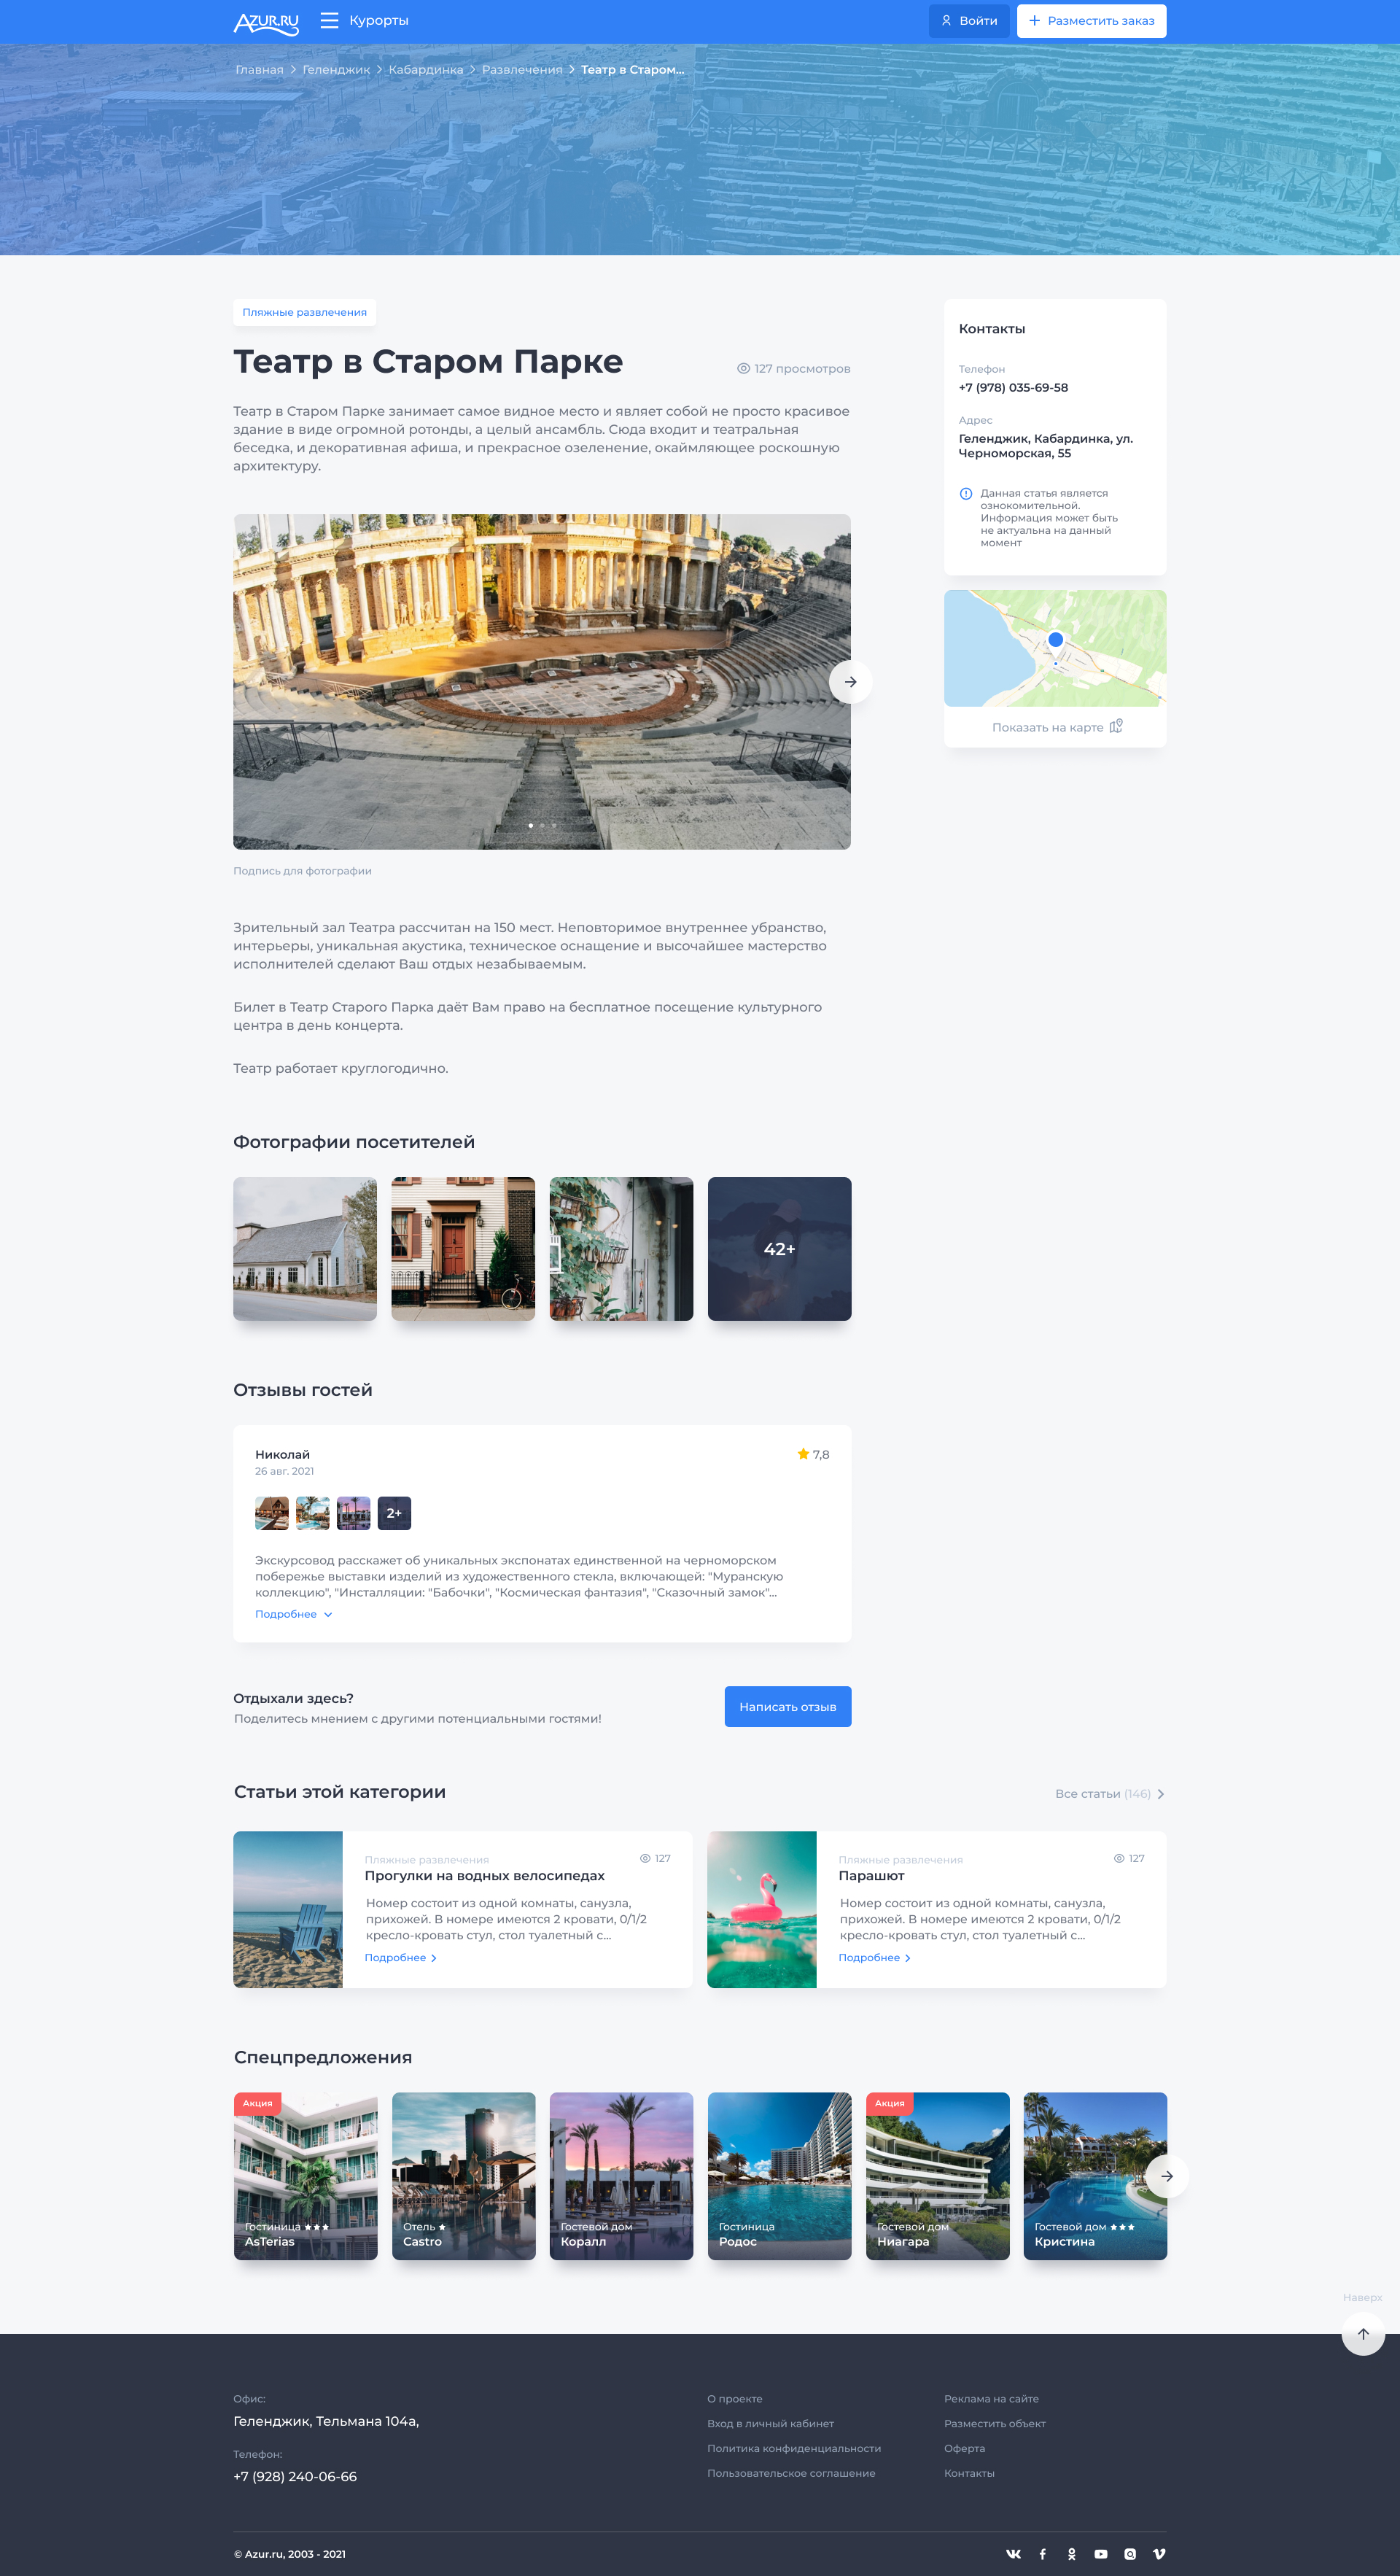 AZUR.RU
Курорты
Войти
Разместить заказ
Главная
Геленджик
Кабардинка
Развлечения
Театр в Старом...
Пляжные развлечения
Театр в Старом Парке
127 просмотров
Театр в Старом Парке занимает самое видное место и являет собой не просто красивое
здание в виде огромной ротонды, а целый ансамбль. Сюда входит и театральная
беседка, и декоративная афиша, и прекрасное озеленение, окаймляющее роскошную
архитектуру.
Подпись для фотографии
Зрительный зал Театра рассчитан на 150 мест. Неповторимое внутреннее убранство,
интерьеры, уникальная акустика, техническое оснащение и высочайшее мастерство
исполнителей сделают Ваш отдых незабываемым.
Билет в Театр Старого Парка даёт Вам право на бесплатное посещение культурного
центра в день концерта.
Театр работает круглогодично.
Контакты
Телефон
+7 (978) 035-69-58
Адрес
Геленджик, Кабардинка, ул.
Черноморская, 55
Данная статья является
ознокомительной.
Информация может быть
не актуальна на данный
момент
Показать на карте
Фотографии посетителей
42+
Отзывы гостей
Николай
26 авг. 2021
7,8
2+
Экскурсовод расскажет об уникальных экспонатах единственной на черноморском
побережье выставки изделий из художественного стекла, включающей: "Муранскую
коллекцию", "Инсталляции: "Бабочки", "Космическая фантазия", "Сказочный замок"...
Подробнее
Отдыхали здесь?
Поделитесь мнением с другими потенциальными гостями!
Написать отзыв
Статьи этой категории
Все статьи (146)
Пляжные развлечения
127
Прогулки на водных велосипедах
Номер состоит из одной комнаты, санузла,
прихожей. В номере имеются 2 кровати, 0/1/2
кресло-кровать стул, стол туалетный с...
Подробнее
Пляжные развлечения
127
Парашют
Номер состоит из одной комнаты, санузла,
прихожей. В номере имеются 2 кровати, 0/1/2
кресло-кровать стул, стол туалетный с...
Подробнее
Спецпредложения
Акция
Гостиница
AsTerias
Отель
Castro
Гостевой дом
Коралл
Гостиница
Родос
Акция
Гостевой дом
Ниагара
Гостевой дом
Кристина
Наверх
Офис:
Геленджик, Тельмана 104а,
Телефон:
+7 (928) 240-06-66
О проекте
Вход в личный кабинет
Политика конфиденциальности
Пользовательское соглашение
Реклама на сайте
Разместить объект
Оферта
Контакты
© Azur.ru, 2003 - 2021